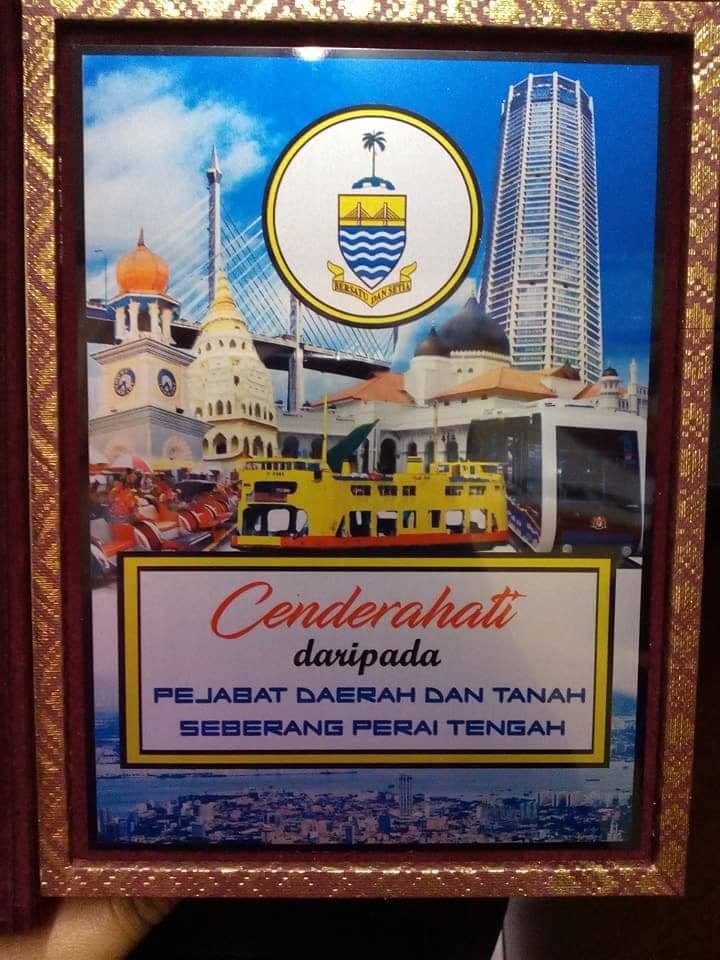 BERSATU DAN SETIA
Cenderahati
daripada
PEJABAT DAERAH DAN TANAH
SEBERANG PERAI TENGAH